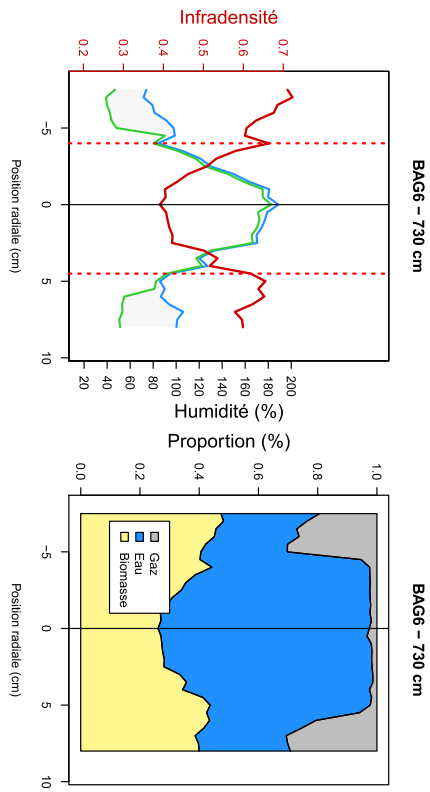 BAG6 − 730 cm
Infradensité
0.2 0.3 0.4 0.5 0.6 0.7
−5 0 5 10
Position radiale (cm)
20 40 60 80 100 120 140 160 180 200
Humidité (%)
BAG6 − 730 cm
Proportion (%)
0.0 0.2 0.4 0.6 0.8 1.0
Gaz
Eau
Biomasse
−5 0 5 10
Position radiale (cm)